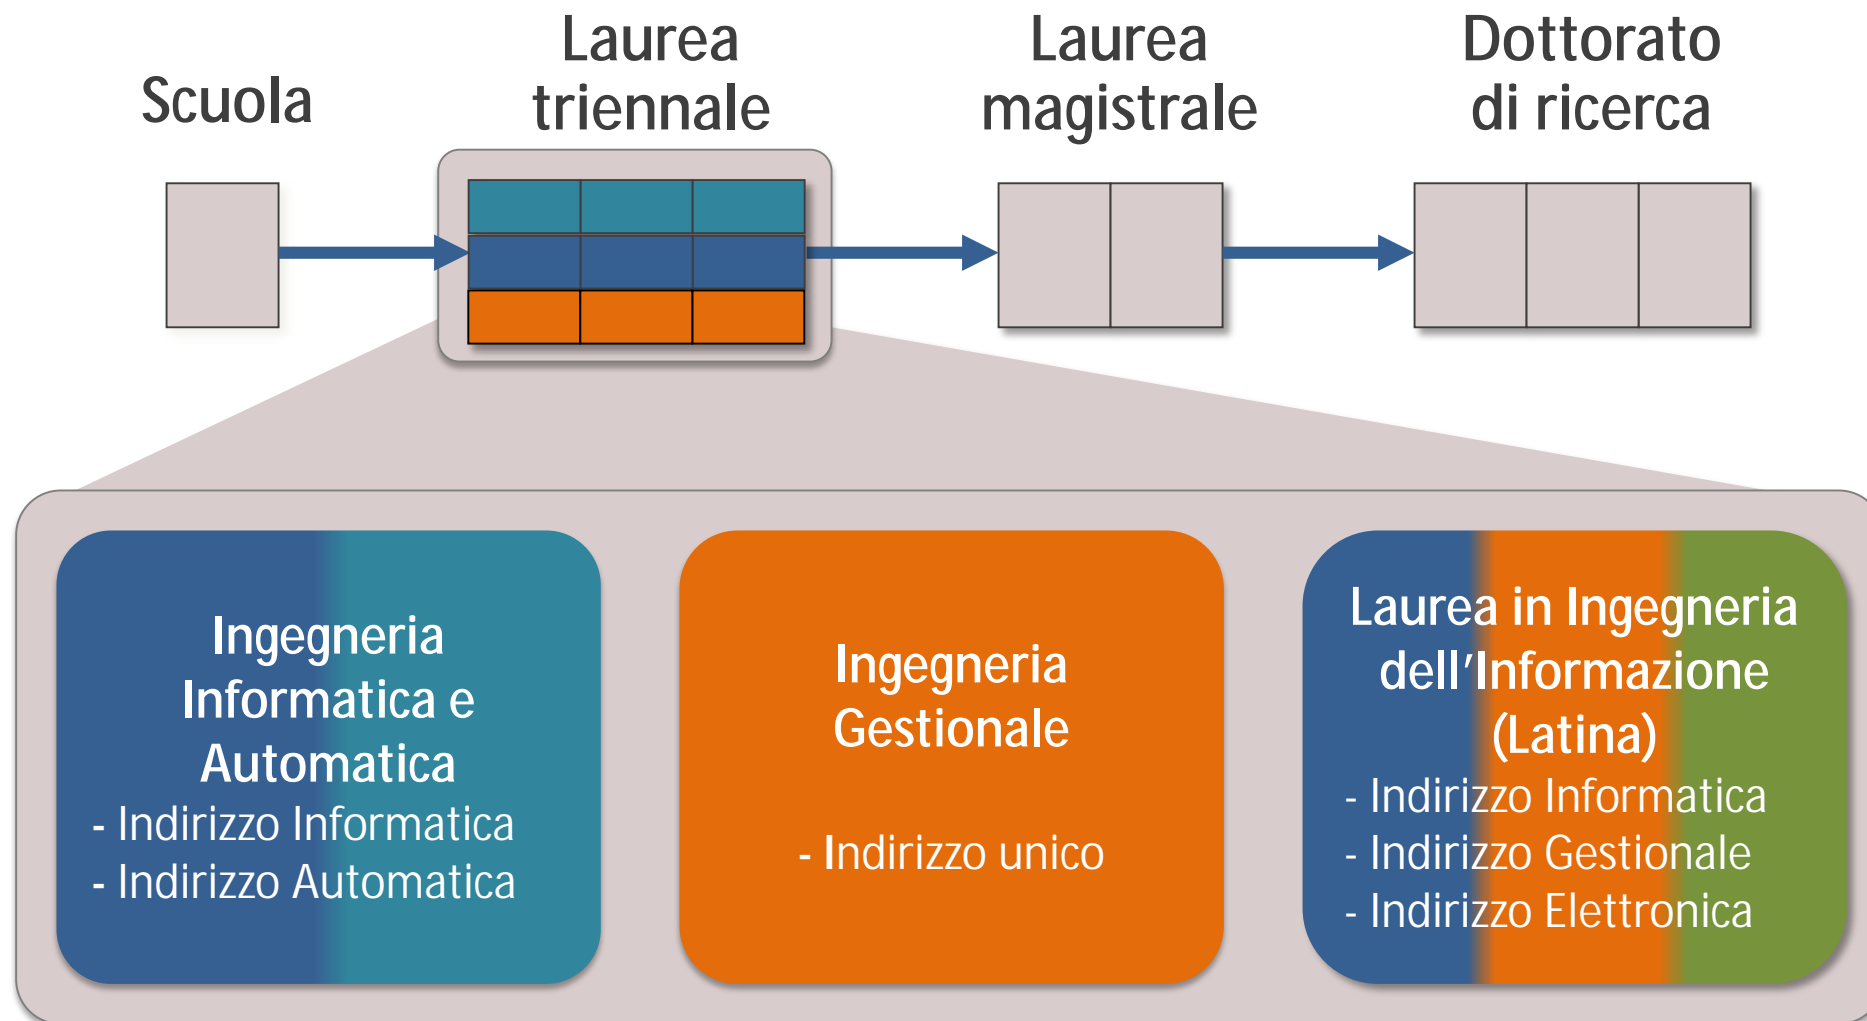 Scuola
Laurea
triennale
Laurea
magistrale
Dottorato
di ricerca
Ingegneria
Informatica e
Automatica
- Indirizzo Informatica
- Indirizzo Automatica
Ingegneria
Gestionale
- Indirizzo unico
Laurea in Ingegneria
dell'Informazione
(Latina)
- Indirizzo Informatica
- Indirizzo Gestionale
- Indirizzo Elettronica